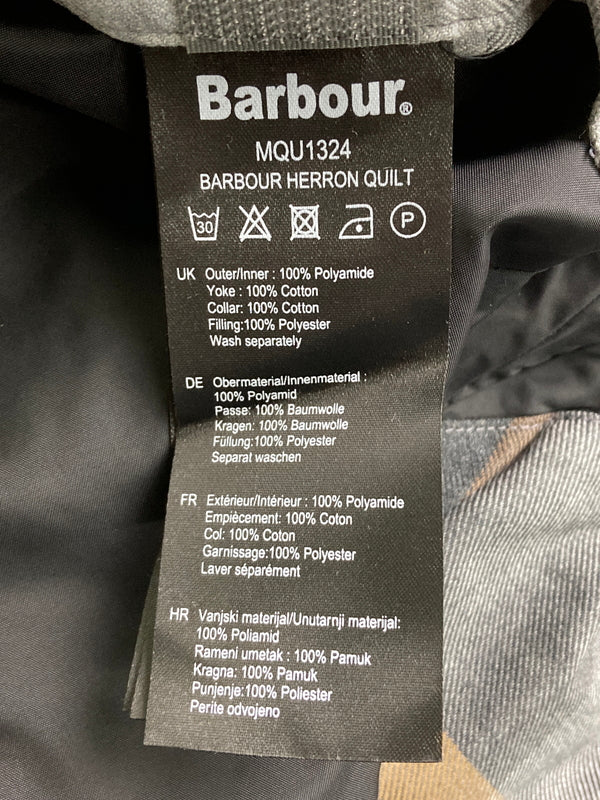 Barbour®
MQU1324
BARBOUR HERRON QUILT
30 P
UK Outer/Inner : 100% Polyamide
Yoke : 100% Cotton
Collar: 100% Cotton
Filling:100% Polyester
Wash separately
DE Obermaterial/Innenmaterial :
100% Polyamid
Passe: 100% Baumwolle
Kragen: 100% Baumwolle
Füllung:100% Polyester
Separat waschen
FR Extérieur/Intérieur : 100% Polyamide
Empiècement: 100% Coton
Col: 100% Coton
Garnissage:100% Polyester
Laver séparément
HR Vanjski materijal/Unutarnji materijal:
100% Poliamid
Rameni umetak : 100% Pamuk
Kragna: 100% Pamuk
Punjenje:100% Poliester
Perite odvojeno